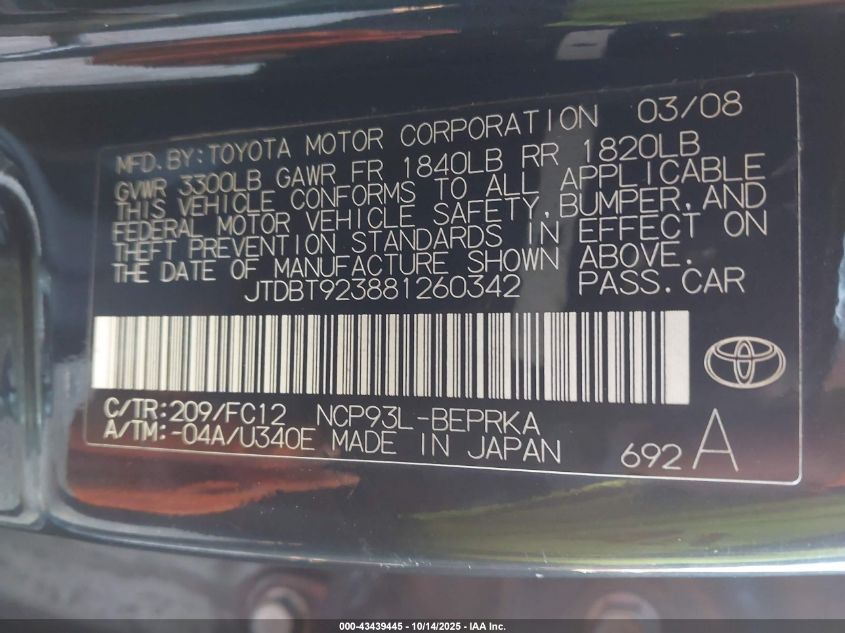 MFD.BY:TOYOTA MOTOR CORPORATION 03/08
GVWR 3300LB GAWR FR 1840LB RR 1820LB
THIS VEHICLE CONFORMS TO ALL APPLICABLE
FEDERAL MOTOR VEHICLE SAFETY,BUMPER,AND
THEFT PREVENTION STANDARDS IN EFFECT ON
THE DATE OF MANUFACTURE SHOWN ABOVE.
JTDBT923881260342 PASS.CAR
C/TR:209/FC12 NCP93L-BEPRKA
A/TM:-04A/U340E MADE IN JAPAN
692 A
000-43439445 - 10/14/2025 - IAA Inc.